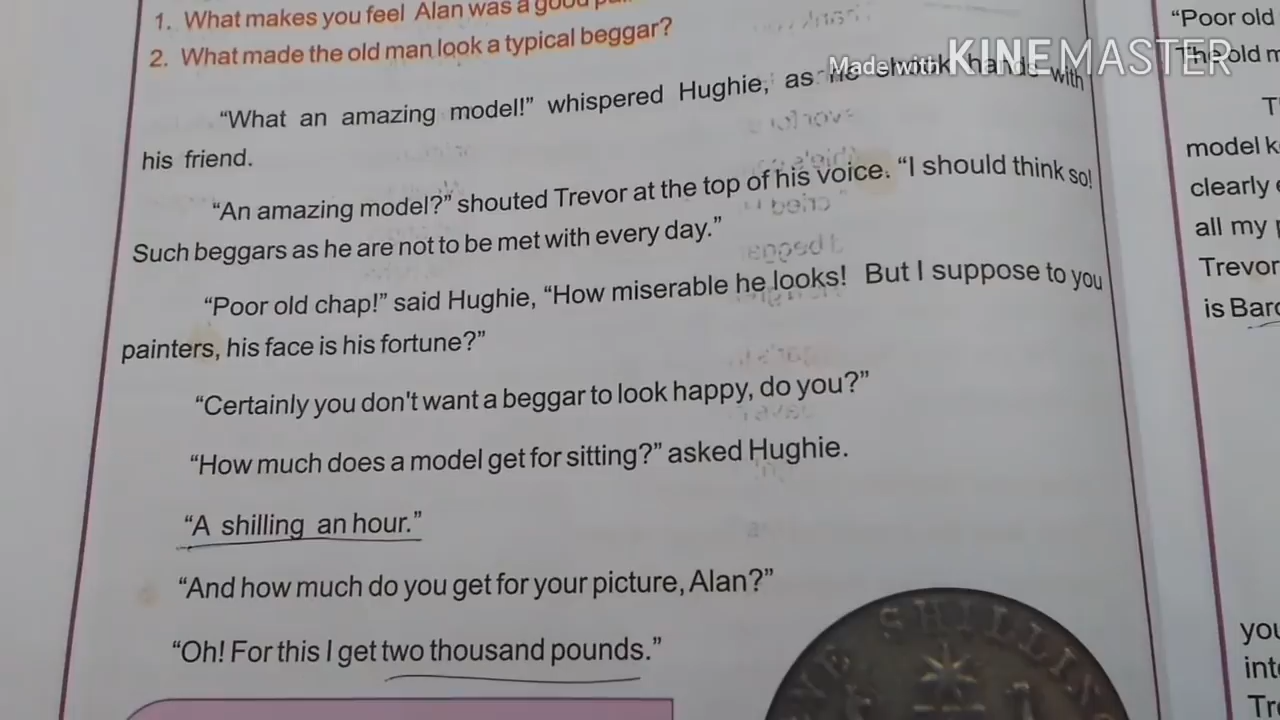 1. What makes you feel Alan was a good
2. What made the old man look a typical beggar?
Made with KINEMASTER
“What an amazing model!” whispered Hughie, as he shook hands with
his friend.
“An amazing model?” shouted Trevor at the top of his voice. “I should think so!
Such beggars as he are not to be met with every day.”
“Poor old chap!” said Hughie, “How miserable he looks! But I suppose to you
painters, his face is his fortune?”
“Certainly you don't want a beggar to look happy, do you?”
“How much does a model get for sitting?” asked Hughie.
“A shilling an hour.”
“And how much do you get for your picture, Alan?”
“Oh! For this I get two thousand pounds.”
SHILLIN
“Poor old
The old
model
clearly
all my
Trevor
is
you